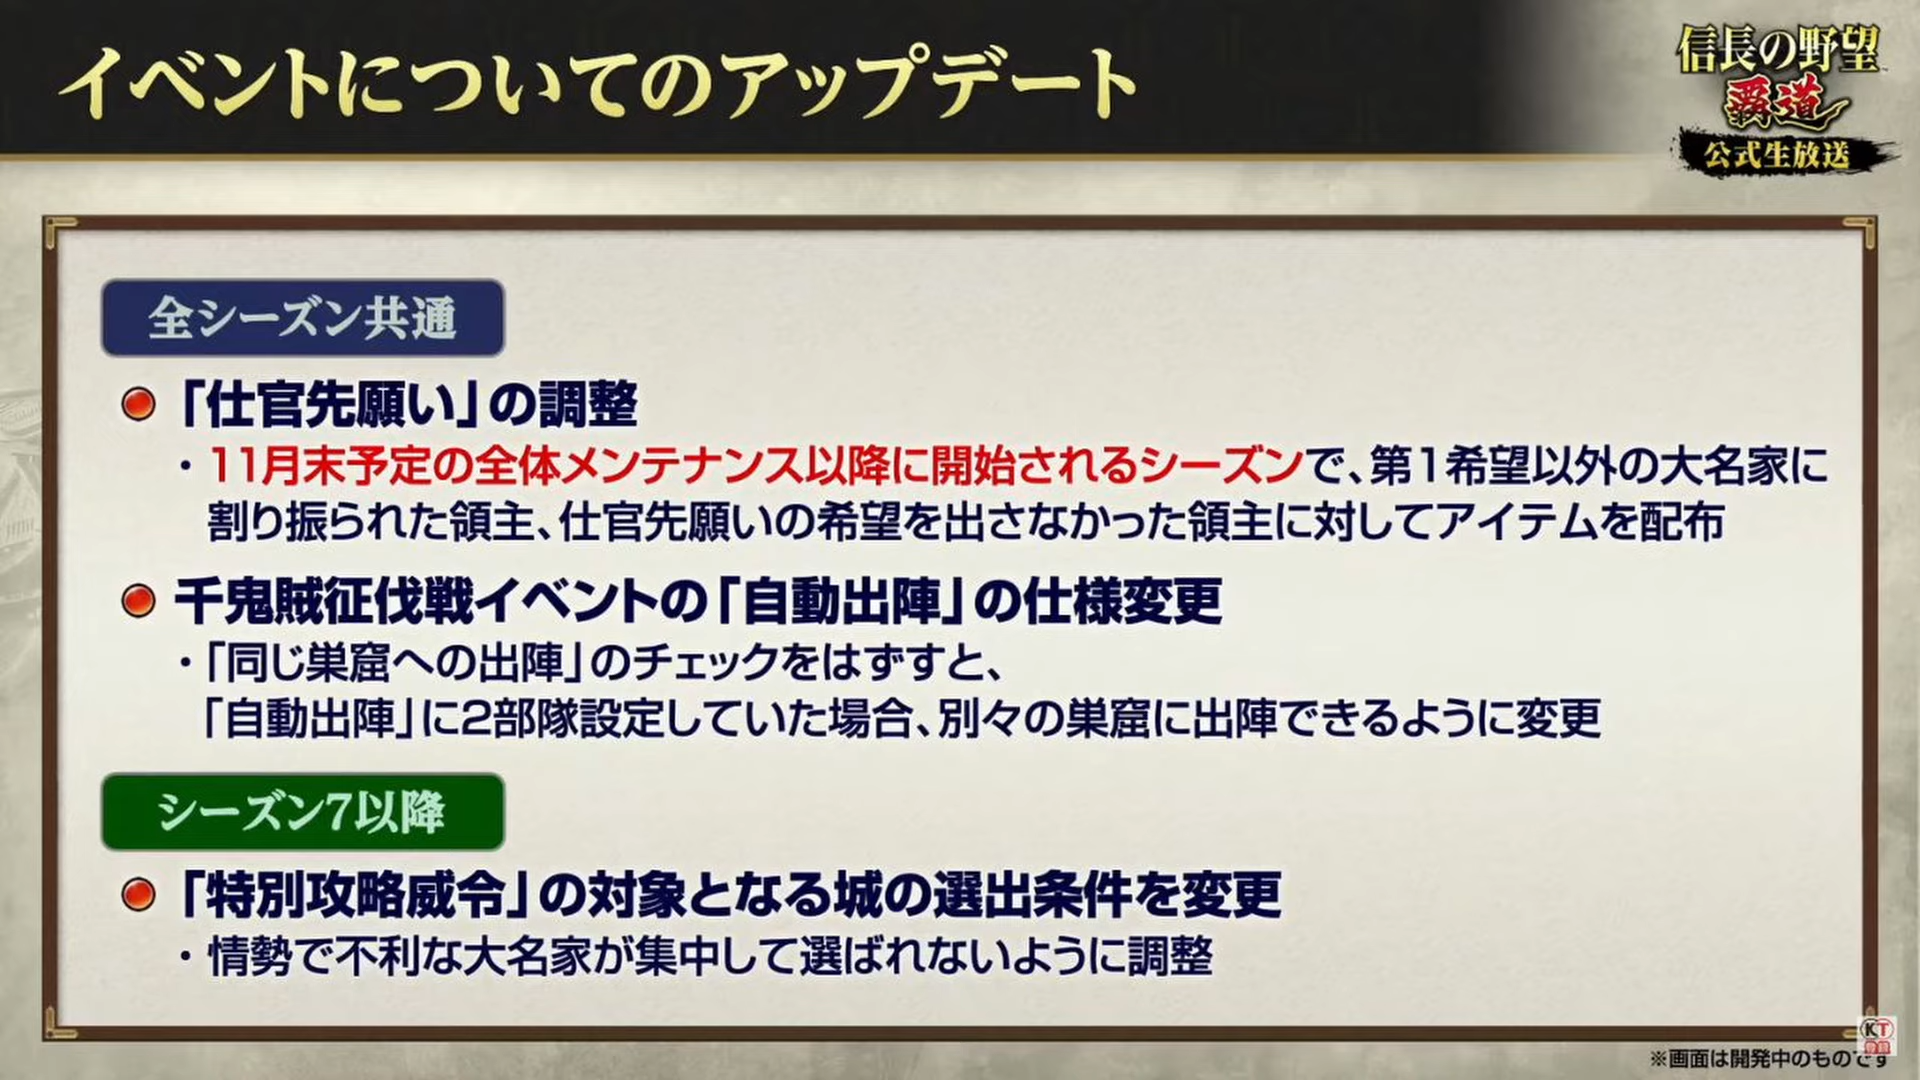 イベントについてのアップデート
信長の野望
覇道
公式生放送
全シーズン共通
「仕官先願い」の調整
・11月末予定の全体メンテナンス以降に開始されるシーズンで、第1希望以外の大名家に
割り振られた領主、仕官先願いの希望を出さなかった領主に対してアイテムを配布
千鬼賊征伐戦イベントの「自動出陣」の仕様変更
・「同じ巣窟への出陣」のチェックをはずすと、
「自動出陣」に2部隊設定していた場合、別々の巣窟に出陣できるように変更
シーズン7以降
「特別攻略威令」の対象となる城の選出条件を変更
・情勢で不利な大名家が集中して選ばれないように調整
KT
※画面は開発中のものです